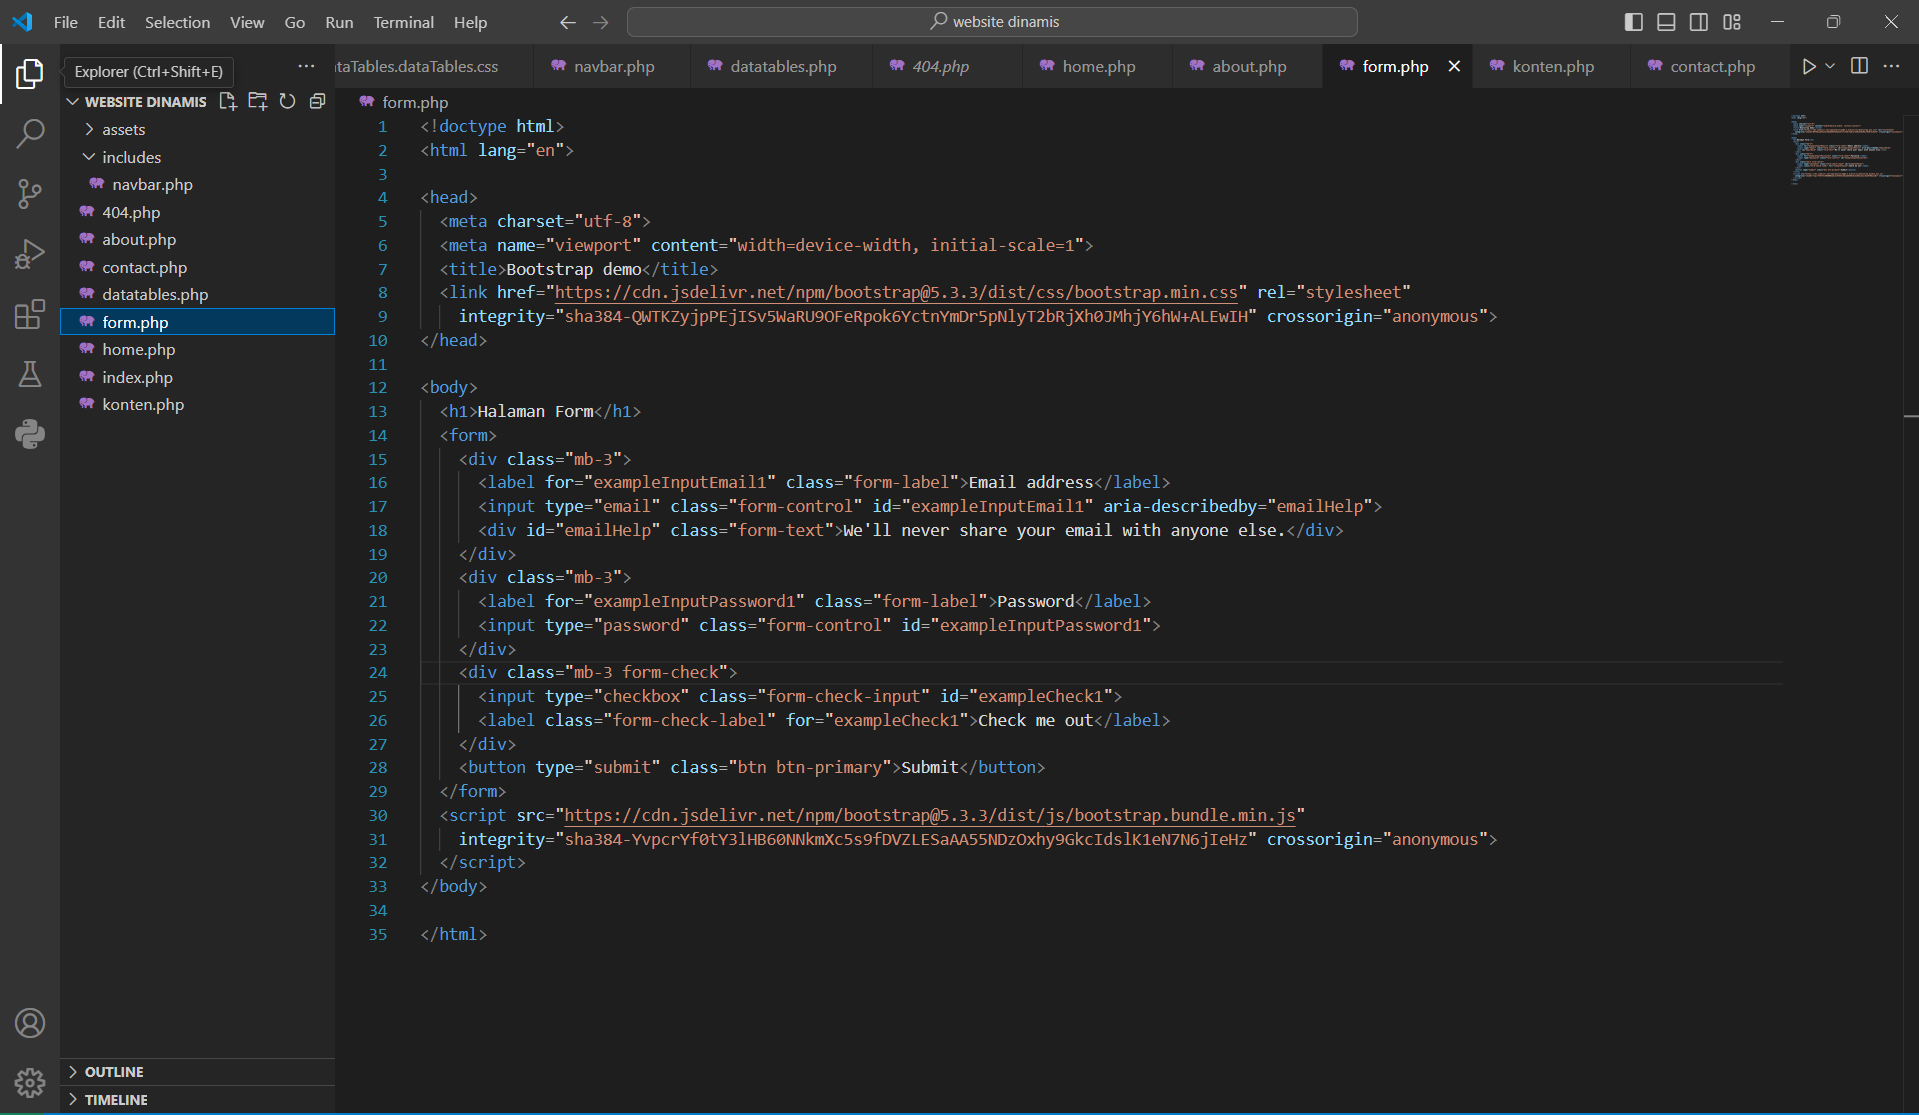 File Edit Selection View Go Run Terminal Help
website dinamis
Explorer (Ctrl+Shift+E)
WEBSITE DINAMIS
assets
includes
navbar.php
404.php
about.php
contact.php
datatables.php
form.php
home.php
index.php
konten.php
OUTLINE
TIMELINE
taTables.dataTables.css navbar.php datatables.php 404.php home.php about.php form.php konten.php contact.php
form.php
1 <!doctype html>
2 <html lang="en">
3
4 <head>
5 <meta charset="utf-8">
6 <meta name="viewport" content="width=device-width, initial-scale=1">
7 <title>Bootstrap demo</title>
8 <link href="https://cdn.jsdelivr.net/npm/bootstrap@5.3.3/dist/css/bootstrap.min.css" rel="stylesheet"
9 integrity="sha384-QWTKZyjpPEjISv5WaRU9OFeRpok6YctnYmDr5pNlyT2bRjXh0JMhjY6hW+ALEwIH" crossorigin="anonymous">
10 </head>
11
12 <body>
13 <h1>Halaman Form</h1>
14 <form>
15 <div class="mb-3">
16 <label for="exampleInputEmail1" class="form-label">Email address</label>
17 <input type="email" class="form-control" id="exampleInputEmail1" aria-describedby="emailHelp">
18 <div id="emailHelp" class="form-text">We'll never share your email with anyone else.</div>
19 </div>
20 <div class="mb-3">
21 <label for="exampleInputPassword1" class="form-label">Password</label>
22 <input type="password" class="form-control" id="exampleInputPassword1">
23 </div>
24 <div class="mb-3 form-check">
25 <input type="checkbox" class="form-check-input" id="exampleCheck1">
26 <label class="form-check-label" for="exampleCheck1">Check me out</label>
27 </div>
28 <button type="submit" class="btn btn-primary">Submit</button>
29 </form>
30 <script src="https://cdn.jsdelivr.net/npm/bootstrap@5.3.3/dist/js/bootstrap.bundle.min.js"
31 integrity="sha384-YvpcrYf0tY3lHB60NNkmXc5s9fDVZLESaAA55NDzOxhy9GkcIdslK1eN7N6jIeHz" crossorigin="anonymous">
32 </script>
33 </body>
34
35 </html>